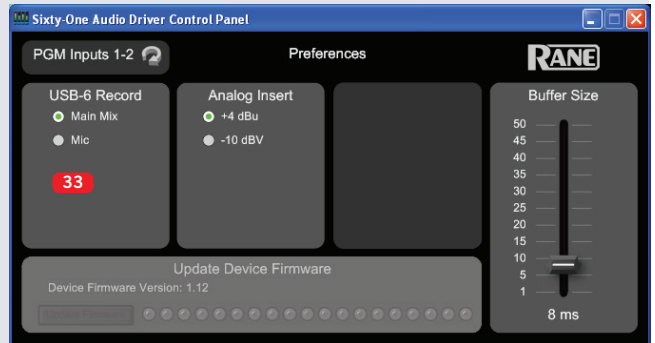 Sixty-One Audio Driver Control Panel
PGM Inputs 1-2
Preferences
RANE
USB-6 Record
Main Mix
Mic
33
Analog Insert
+4 dBu
-10 dBV
Buffer Size
50
45
40
35
30
25
20
15
10
5
1
8 ms
Update Device Firmware
Device Firmware Version: 1.12
Update Firmware